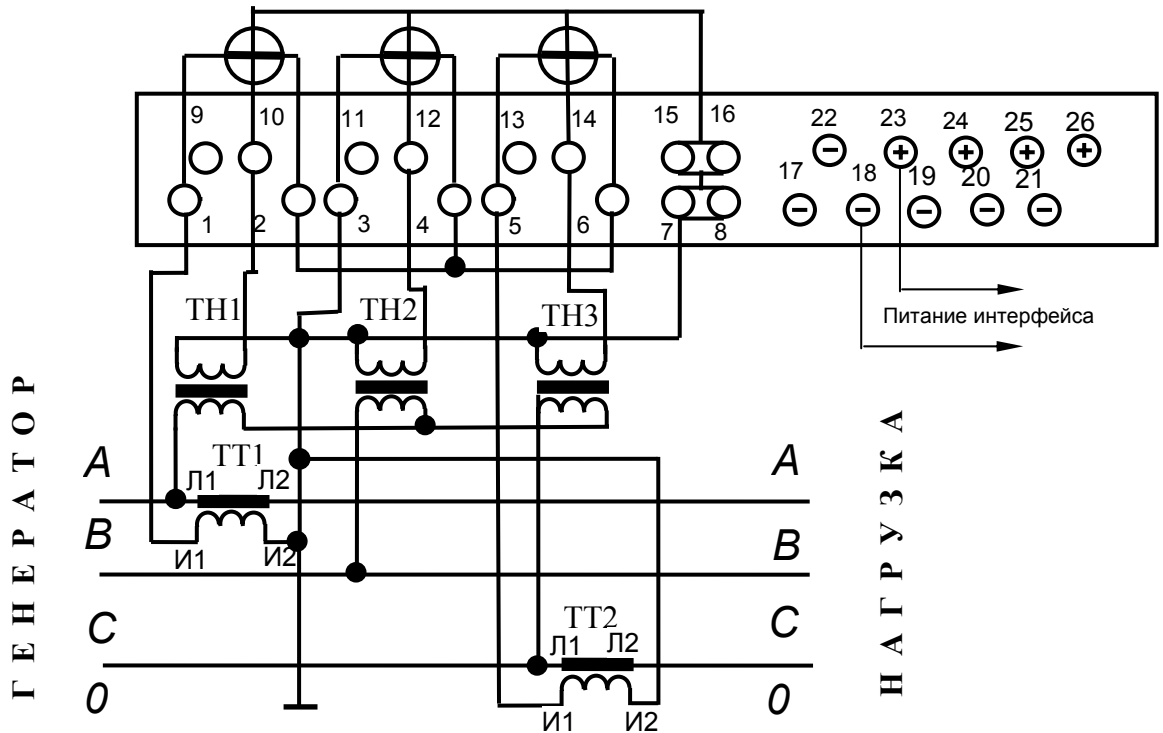 9 10 11 12 13 14 15 16 22 23 24 25 26
17 18 19 20 21
1 2 3 4 5 6 7 8
ТН1 ТН2 ТН3
Питание интерфейса
ГЕНЕРАТОР
НАГРУЗКА
A ТТ1 A
Л1 Л2
B B
И1 И2
C ТТ2 C
Л1 Л2
0 0
И1 И2